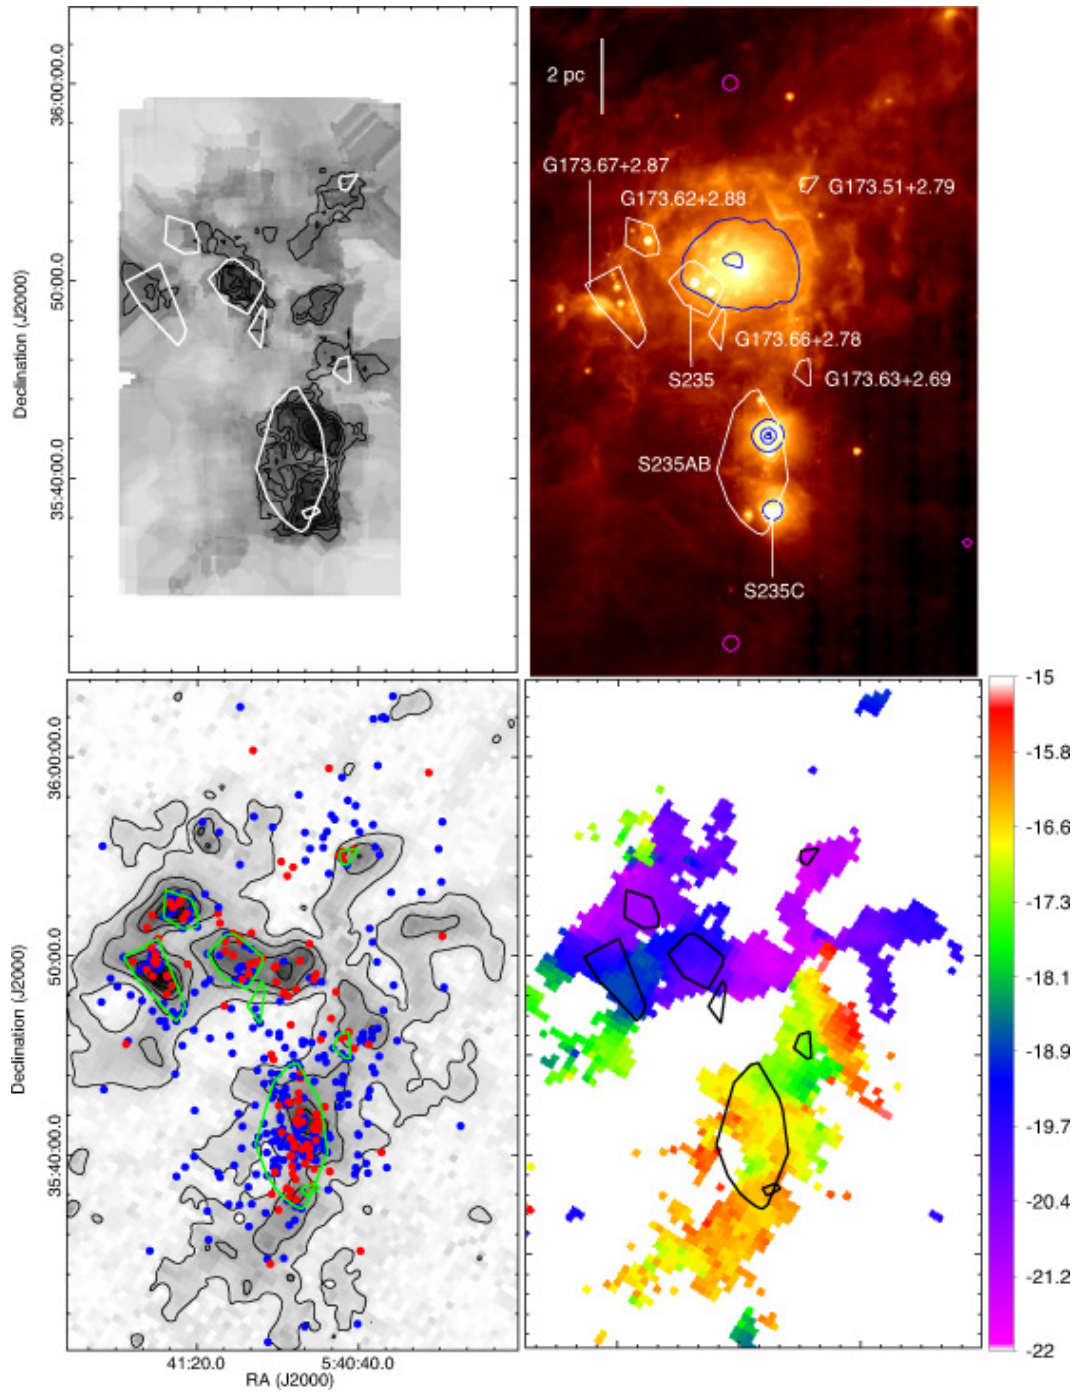 36:00:00.0
50:00.0
35:40:00.0
Declination (J2000)
2 pc
G173.67+2.87
G173.62+2.88
G173.51+2.79
G173.66+2.78
S235
G173.63+2.69
S235AB
S235C
36:00:00.0
50:00.0
35:40:00.0
Declination (J2000)
41:20.0
5:40:40.0
RA (J2000)
-15
-15.8
-16.6
-17.3
-18.1
-18.9
-19.7
-20.4
-21.2
-22